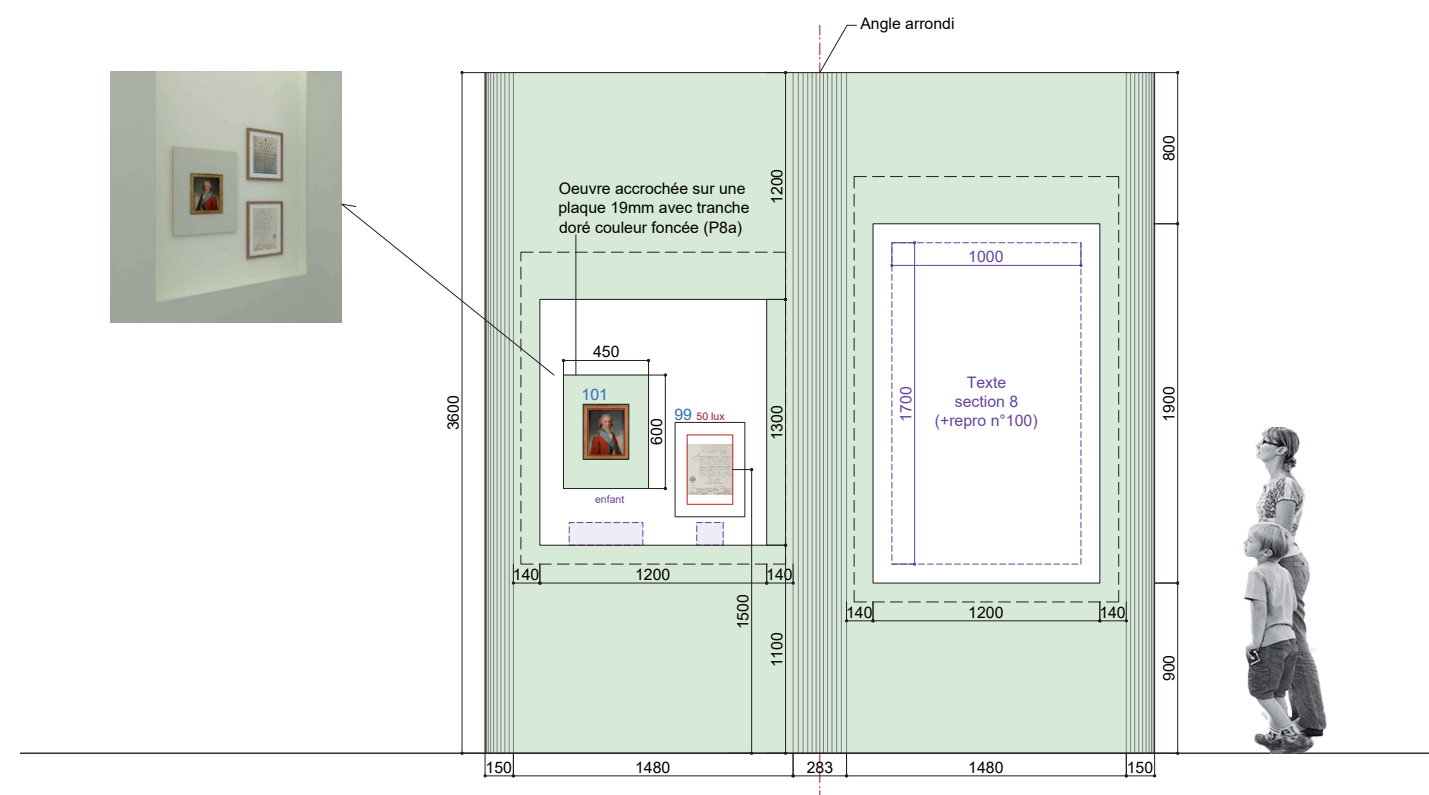 Angle arrondi
Oeuvre accrochée sur une
plaque 19mm avec tranche
doré couleur foncée (P8a)
3600
1200
800
1000
450
101
99 50 lux
600
1300
1700
Texte
section 8
(+repro n°100)
1900
enfant
140
1200
140
1500
1100
140
1200
140
900
150
1480
283
1480
150